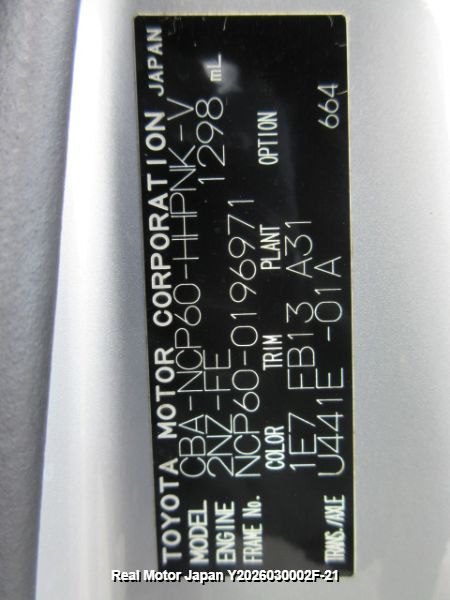 TOYOTA MOTOR CORPORATION JAPAN
MODEL CBA-NCP60-HHPNK-V
ENGINE 2NZ-FE 1298 mL
FRAME No. NCP60-0196971
COLOR TRIM PLANT OPTION
1E7 FB13 A31 664
TRANS./AXLE U441E -01A
Real Motor Japan Y2026030002F-21